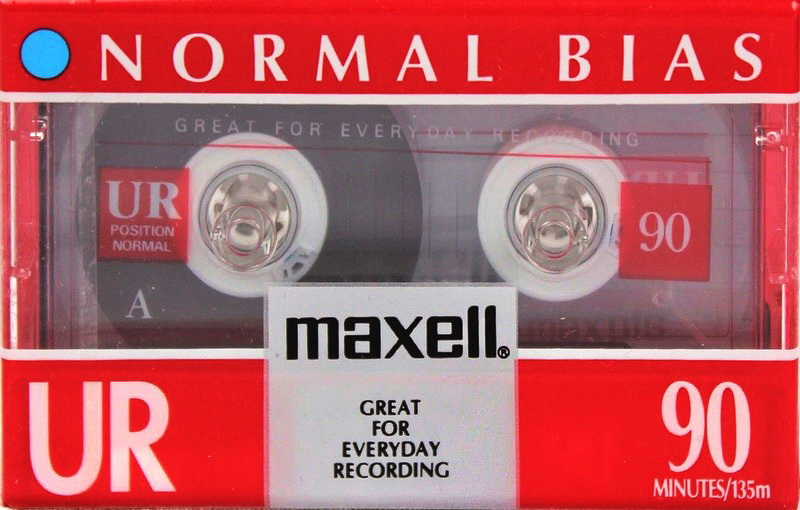 NORMAL BIAS
GREAT FOR EVERYDAY RECORDING
UR
POSITION
NORMAL
90
A
maxell®
GREAT
FOR
EVERYDAY
RECORDING
UR
90
MINUTES/135m